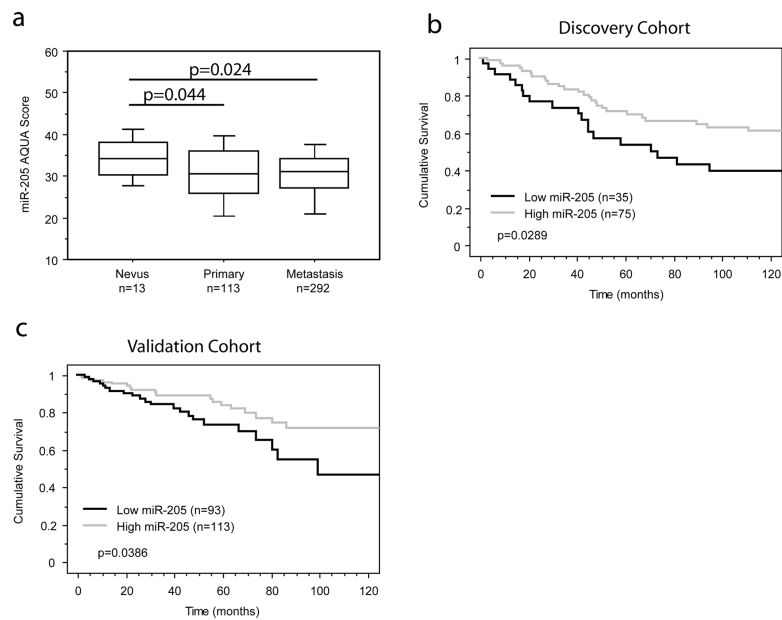 a
60
50
40
30
20
10
miR-205 AQUA Score
p=0.024
p=0.044
Nevus
n=13
Primary
n=113
Metastasis
n=292
b
Discovery Cohort
1
0.8
0.6
0.4
0.2
0
Cumulative Survival
Low miR-205 (n=35)
High miR-205 (n=75)
p=0.0289
0 20 40 60 80 100 120
Time (months)
c
Validation Cohort
1
0.8
0.6
0.4
0.2
0
Cumulative Survival
Low miR-205 (n=93)
High miR-205 (n=113)
p=0.0386
0 20 40 60 80 100 120
Time (months)